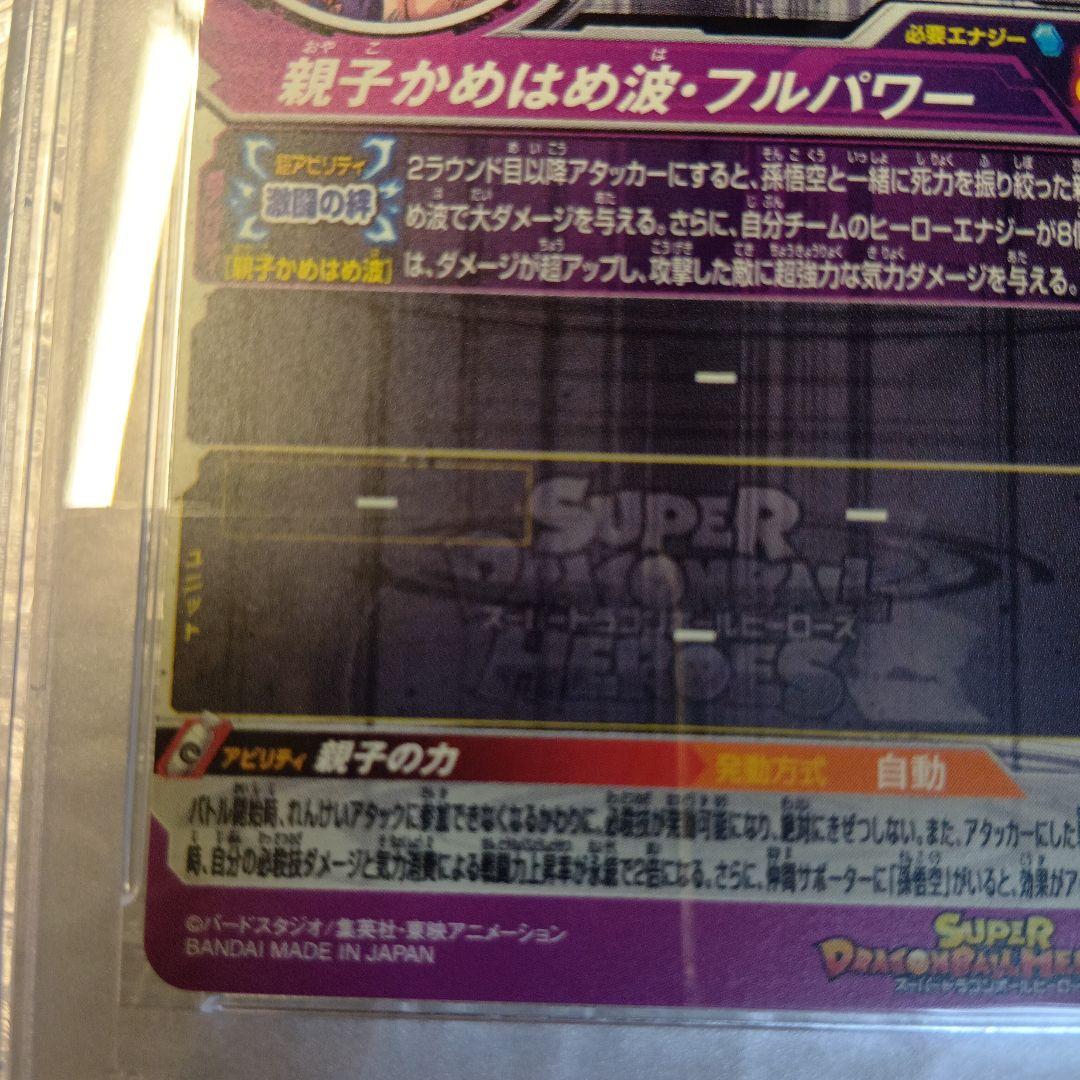 必要エナジー
親子かめはめ波・フルパワー
超アビリティ
激闘の絆
[親子かめはめ波]
2ラウンド目以降アタッカーにすると、孫悟空と一緒に死力を振り絞った
め波で大ダメージを与える。さらに、自分チームのヒーローエナジーが8個
は、ダメージが超アップし、攻撃した敵に超強力な気力ダメージを与える。
ー
ー
ー
ー
ユニット
SUPER
DRAGONBALL
スーパードラゴンボールヒーローズ
HEROES
アビリティ 親子の力 発動方式 自動
バトル開始時、れんけいアタックに参加できなくなるかわりに、必殺技が発動可能になり、絶対にきぜつしない。また、アタッカーにした
時、自分の必殺技ダメージと気力消費による戦闘力上昇率が永続で2倍になる。さらに、仲間サポーターに「孫悟空」がいると、効果がア
©バードスタジオ/集英社・東映アニメーション
BANDAI MADE IN JAPAN
SUPER
DRAGONBALL HE
スーパードラゴンボールヒー